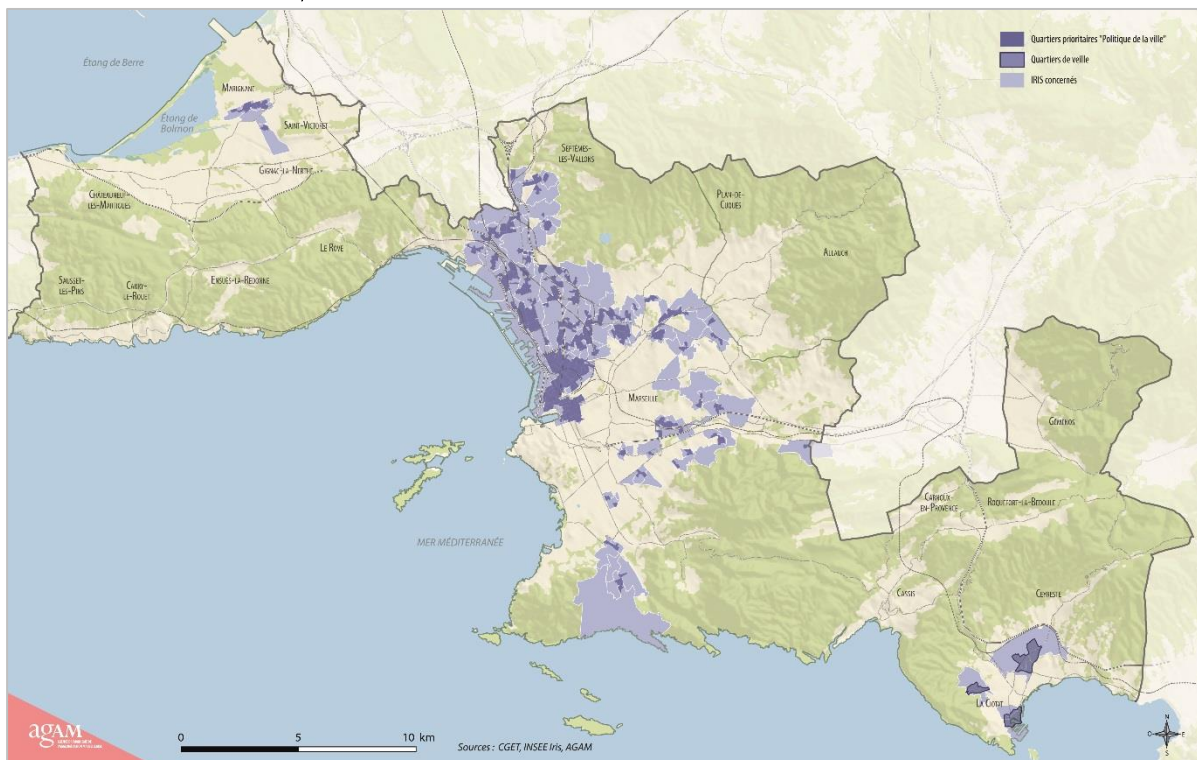 Quartiers prioritaires "Politique de la ville"
Quartiers de veille
IRIS concernés
Étang de Berre
MARIGNANE
Étang de
Bolmon
SAINT-VICTORET
SEPTÈMES-
LES-VALLONS
GIGNAC-LA-NERTHE
CHÂTEAUNEUF-
LES-MARTIGUES
PLAN-DE-
CUQUES
LE ROVE
ALLAUCH
SAUSSET-
LES-PINS
CARRY-
LE-ROUET
ENSUÈS-LA-REDONNE
MARSEILLE
GÉMENOS
CARNOUX
EN-PROVENCE
ROQUEFORT-LA-BÉDOULE
MER MÉDITERRANÉE
CASSIS
CEYRESTE
LA CIOTAT
agAM
0 5 10 km
Sources : CGET, INSEE Iris, AGAM
N
O E
S